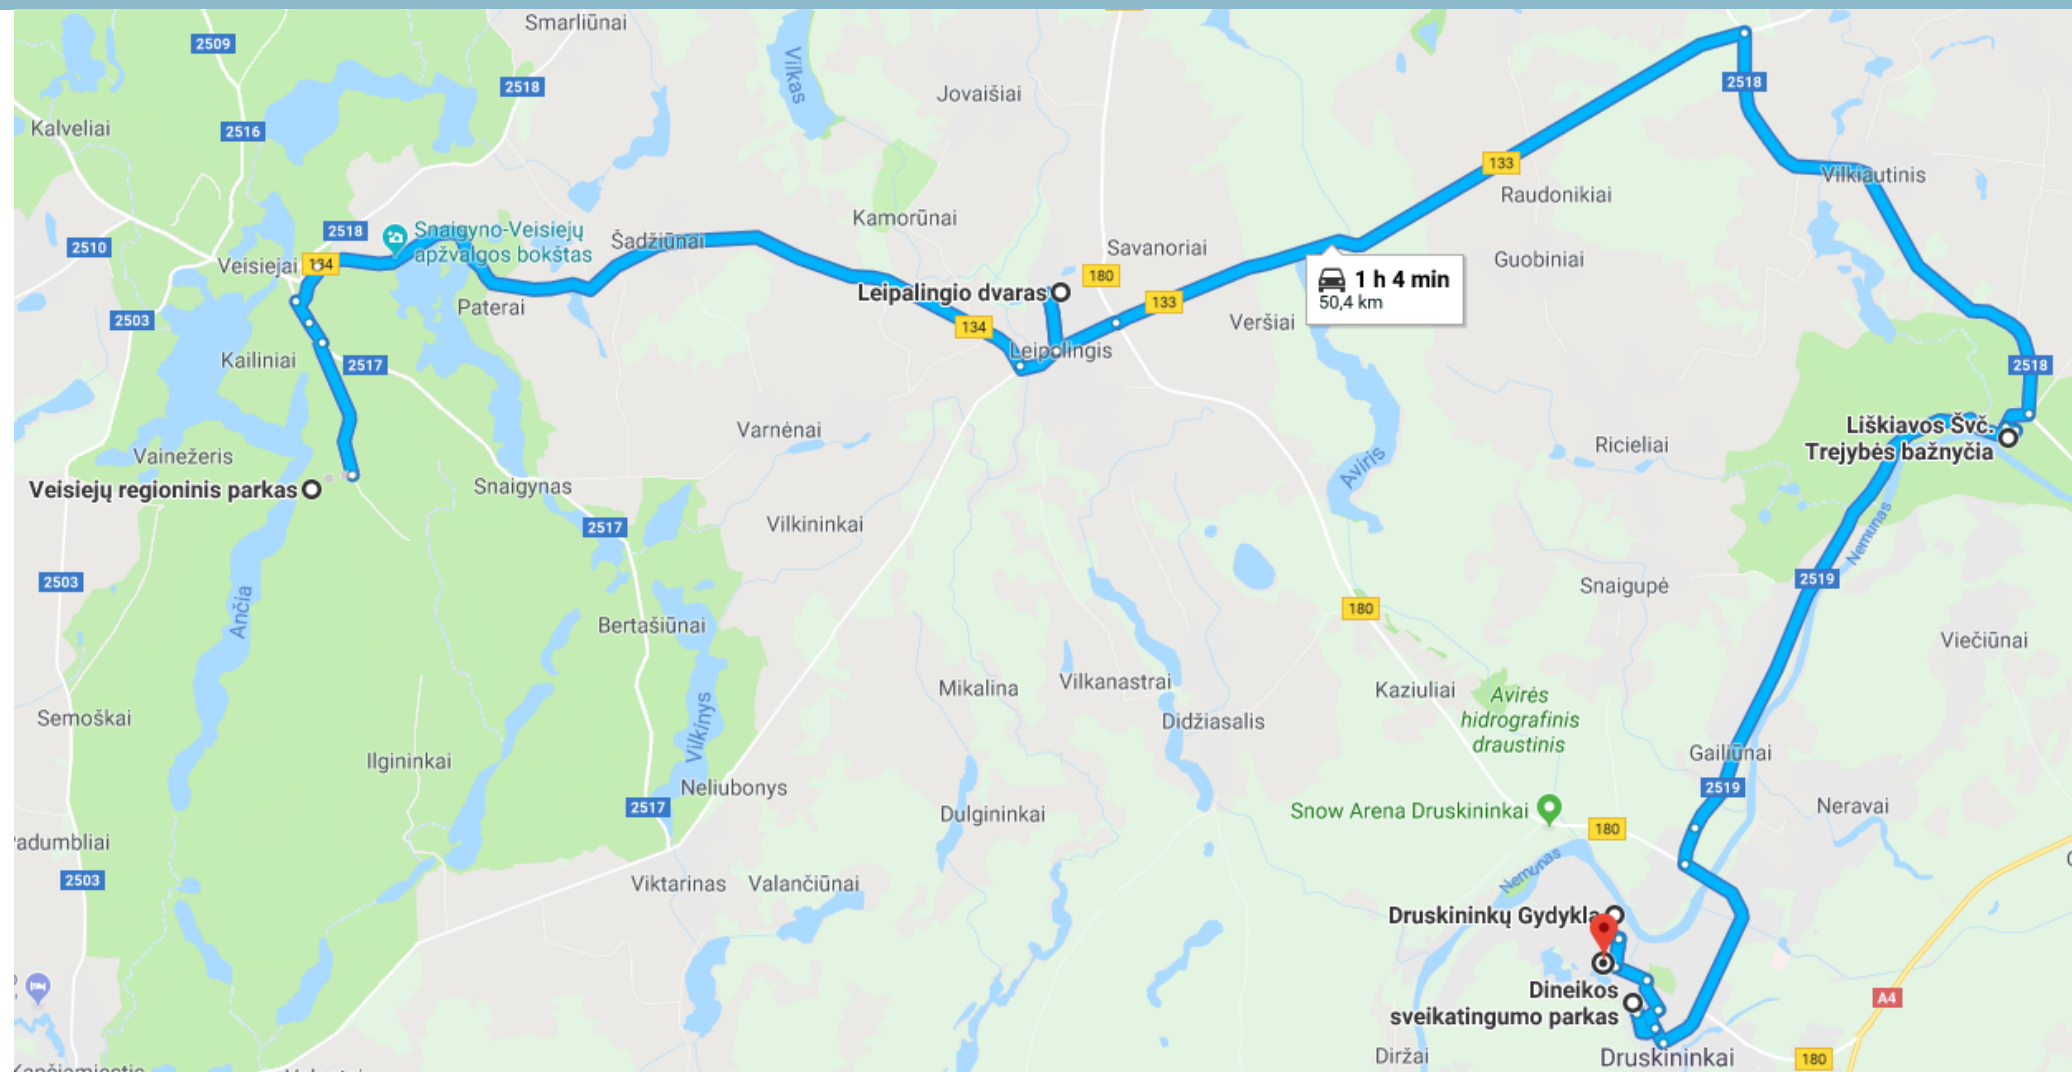 Smarliūnai
2509
2518
Vilkas
Jovaišiai
2518
Kalveliai
2516
133
Vilkiautinis
Raudonikiai
Kamorūnai
2518
Snaigyno-Veisiejų
apžvalgos bokštas
Šadžiūnai
Savanoriai
2510
Veisiejai
134
Guobiniai
180
1 h 4 min
50,4 km
Leipalingio dvaras
133
Paterai
2503
134
Veršiai
Leipalingis
Kailiniai
2517
2518
Liškiavos Švč.
Trejybės bažnyčia
Varnėnai
Ricieliai
Vainežeris
Aviris
Veisiejų regioninis parkas
Snaigynas
2517
Vilkininkai
Nemunas
2503
2519
Snaigupė
Ančia
180
Bertašiūnai
Viečiūnai
Mikalina
Vilkanastrai
Kaziuliai
Avirės
hidrografinis
draustinis
Semoškai
Vilkinys
Didžiasalis
Ilgininkai
Gailiūnai
Neliubonys
2519
2517
Dulgininkai
Snow Arena Druskininkai
Neravai
180
adumbliai
Nemunas
2503
Viktarinas
Valančiūnai
Druskininkų Gydykla
Dineikos
sveikatingumo parkas
A4
Diržai
Druskininkai
180